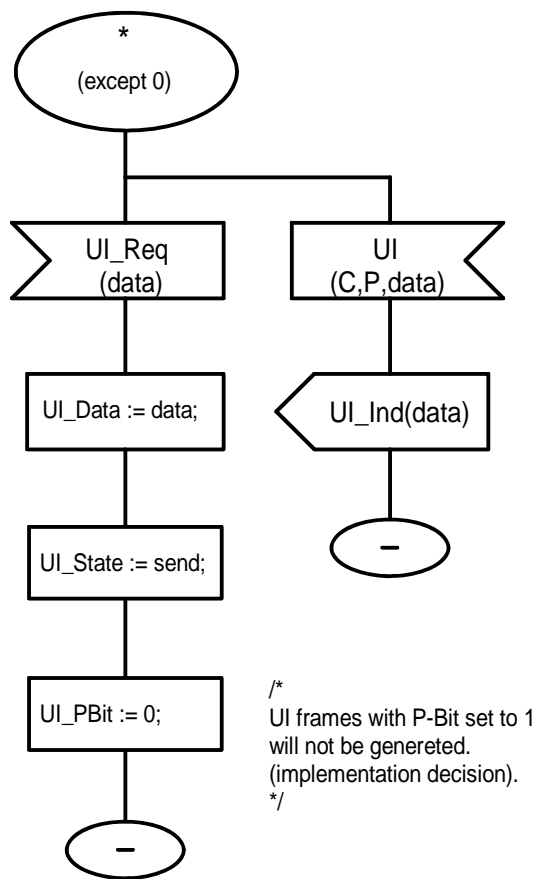 *
(except 0)
UI_Req
(data)
UI
(C,P,data)
UI_Data := data;
UI_Ind(data)
UI_State := send;
–
UI_PBit := 0;
/*
UI frames with P-Bit set to 1
will not be genereted.
(implementation decision).
*/
–